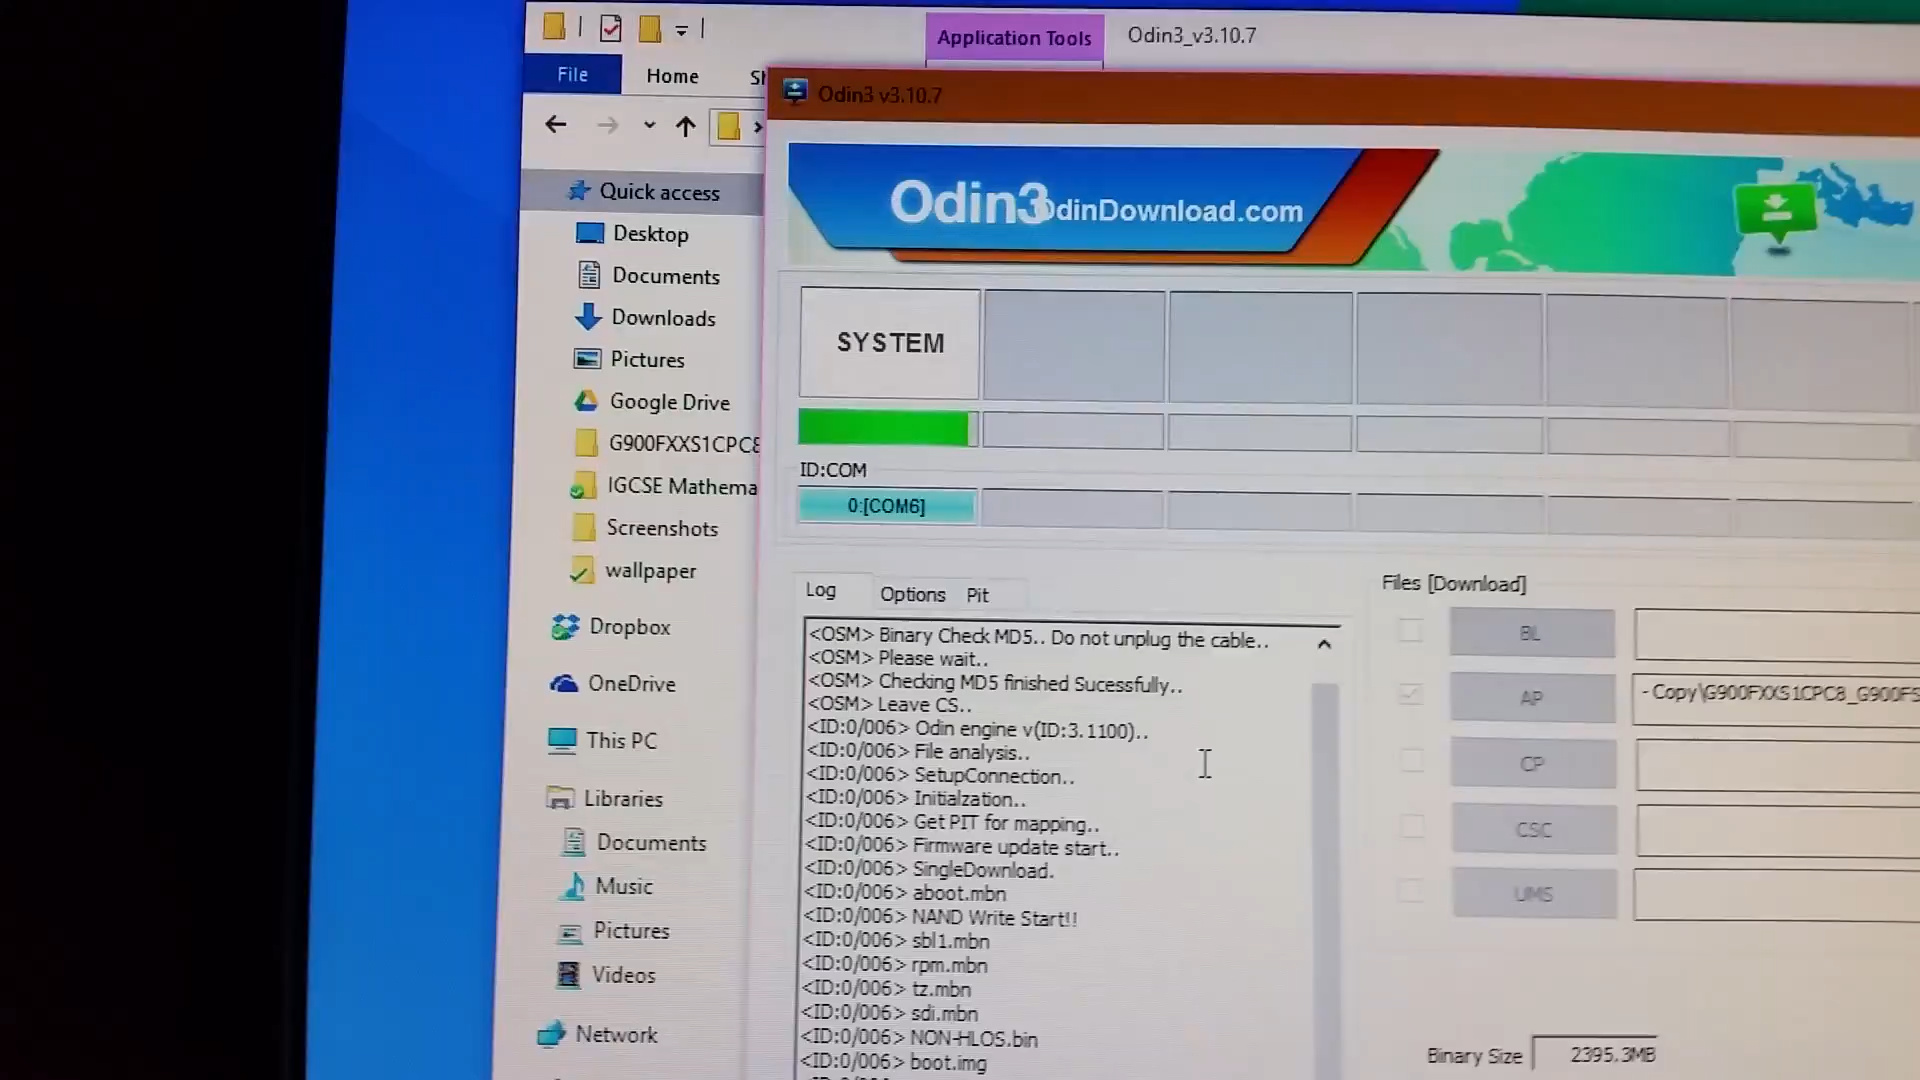 Application Tools
Odin3_v3.10.7
File
Home
Odin3 v3.10.7
Odin3
OdinDownload.com
Quick access
Desktop
Documents
Downloads
Pictures
Google Drive
G900FXXS1CPC8
IGCSE Mathema
Screenshots
wallpaper
Dropbox
OneDrive
This PC
Libraries
Documents
Music
Pictures
Videos
Network
SYSTEM
ID:COM
0:[COM6]
Log
Options
Pit
<OSM> Binary Check MD5.. Do not unplug the cable..
<OSM> Please wait..
<OSM> Checking MD5 finished Sucessfully..
<OSM> Leave CS..
<ID:0/006> Odin engine v(ID:3.1100)..
<ID:0/006> File analysis..
<ID:0/006> SetupConnection..
<ID:0/006> Initialzation..
<ID:0/006> Get PIT for mapping..
<ID:0/006> Firmware update start..
<ID:0/006> SingleDownload.
<ID:0/006> aboot.mbn
<ID:0/006> NAND Write Start!!
<ID:0/006> sbl1.mbn
<ID:0/006> rpm.mbn
<ID:0/006> tz.mbn
<ID:0/006> sdi.mbn
<ID:0/006> NON-HLOS.bin
<ID:0/006> boot.img
Files [Download]
BL
AP
- Copy\G900FXXS1CPC8_G900FS
CP
CSC
UMS
Binary Size
2395.3MB